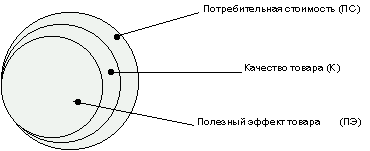 Потребительная стоимость (ПС)
Качество товара (К)
Полезный эффект товара (ПЭ)